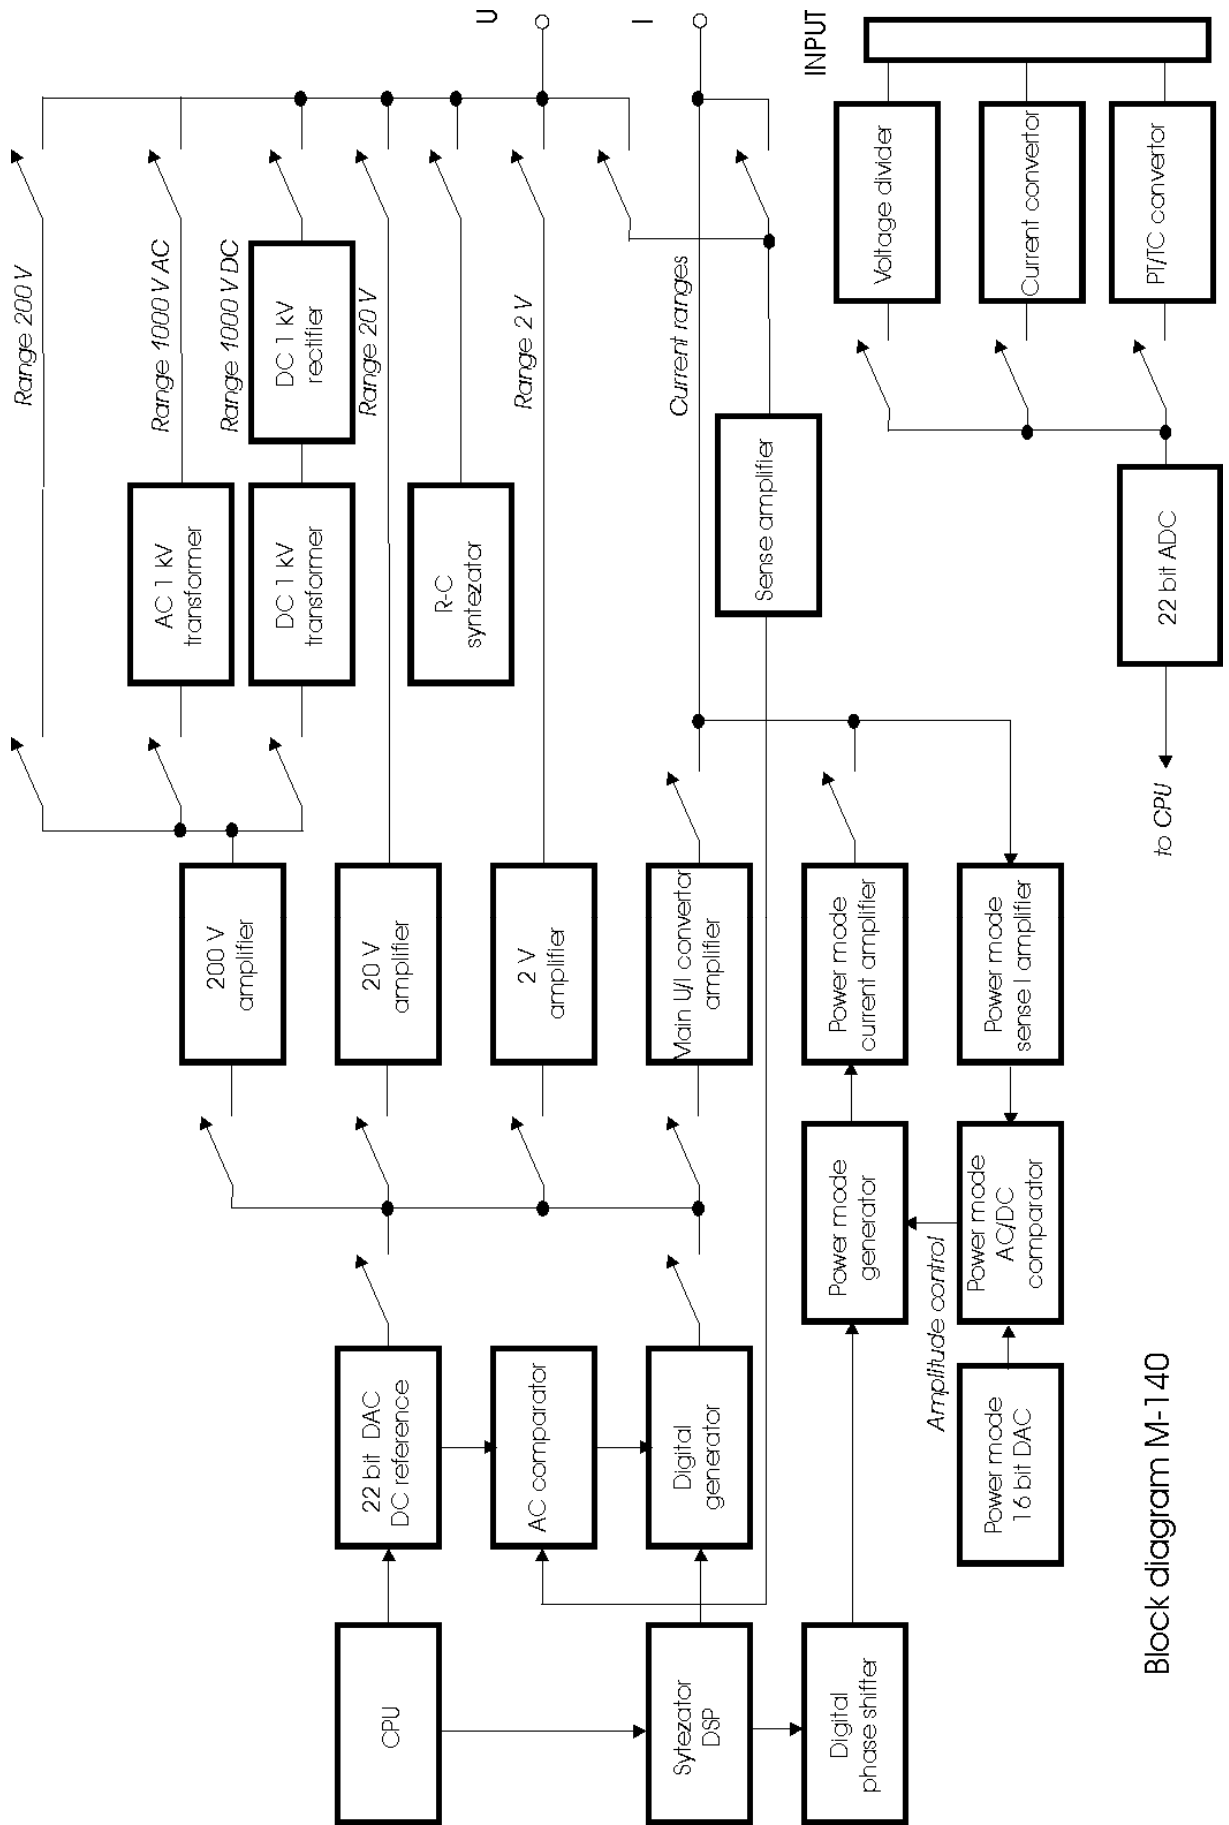 U
I
INPUT
Range 200 V
Range 1000 V AC
Range 1000 V DC
Range 20 V
Range 2 V
Current ranges
AC 1 kV
transformer
DC 1 kV
transformer
DC 1 kV
rectifier
R-C
syntezator
Sense amplifier
Voltage divider
Current convertor
PT/TC convertor
22 bit ADC
to CPU
200 V
amplifier
20 V
amplifier
2 V
amplifier
Main U/I convertor
amplifier
Power mode
current amplifier
Power mode
sense I amplifier
22 bit DAC
DC reference
AC comparator
Digital
generator
Power mode
generator
Power mode
AC/DC
comparator
Amplitude control
Power mode
16 bit DAC
CPU
Sytezator
DSP
Digital
phase shifter
Block diagram M-140